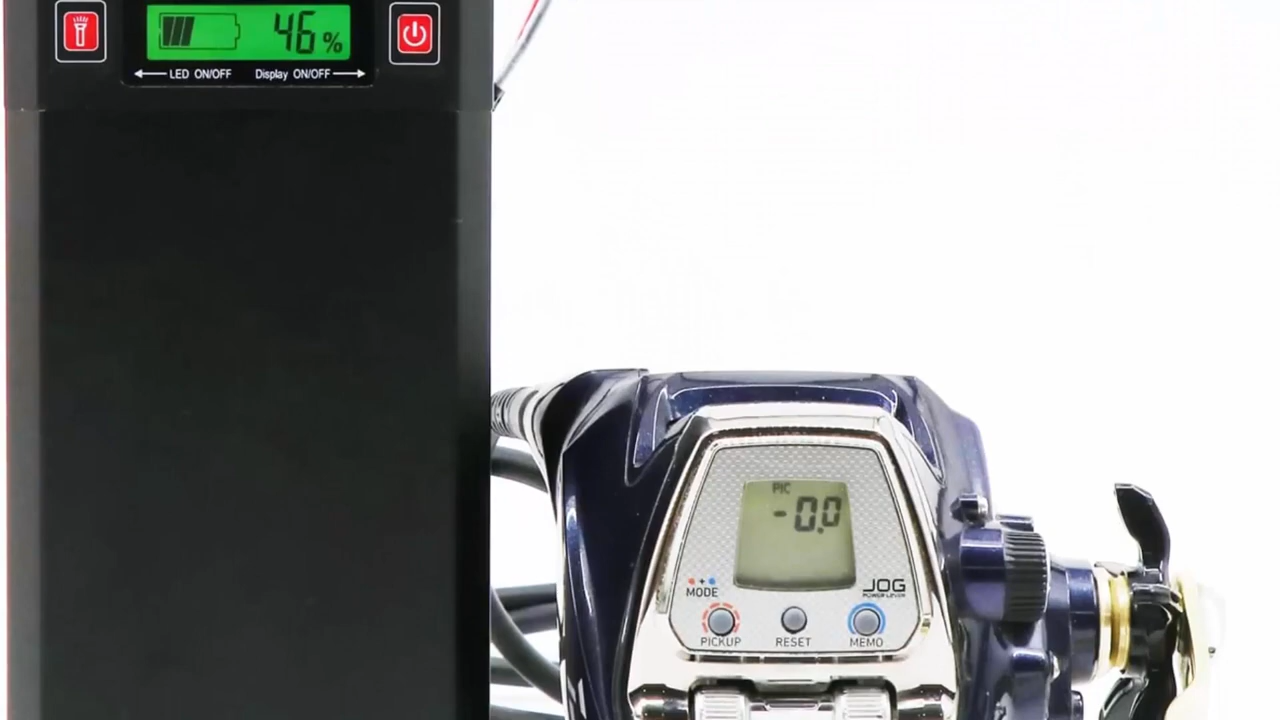 46%
LED ON/OFF Display ON/OFF
PIC
-0.0
MODE
JOG
POWER LEVER
PICKUP RESET MEMO